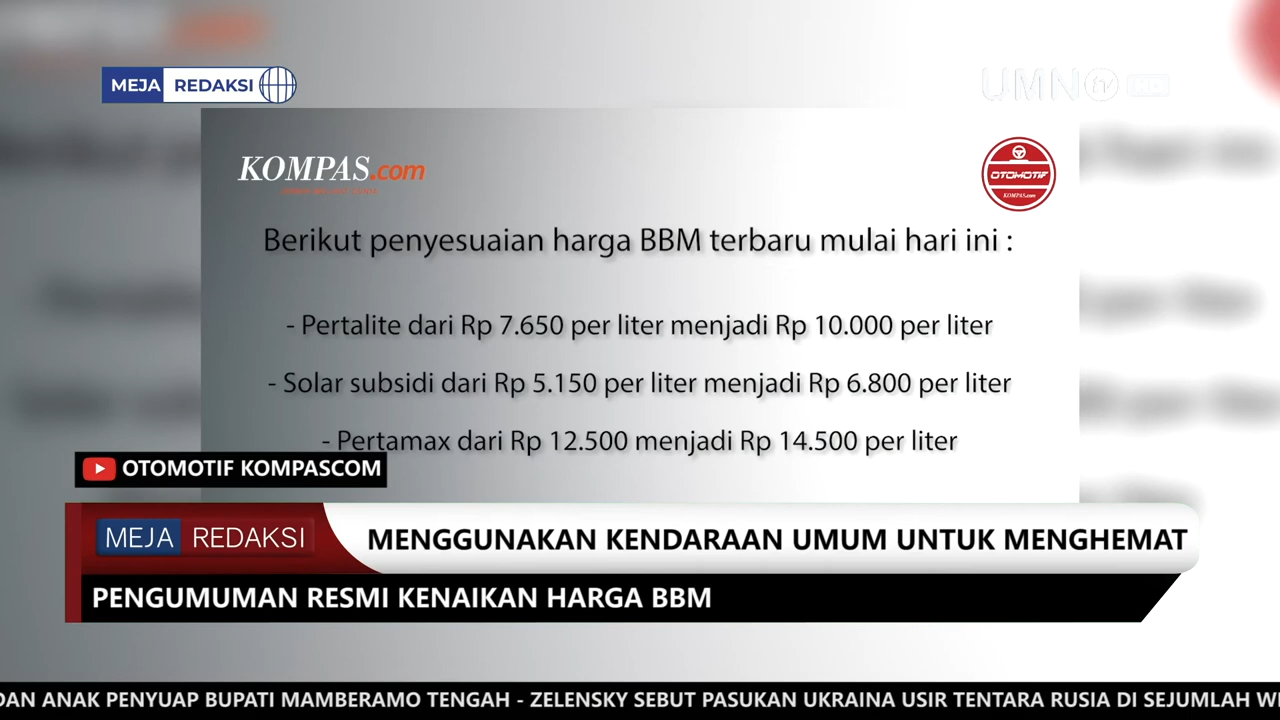 MEJA REDAKSI
UMN tv HD
KOMPAS.com
OTOMOTIF
KOMPAS.com
Berikut penyesuaian harga BBM terbaru mulai hari ini :
- Pertalite dari Rp 7.650 per liter menjadi Rp 10.000 per liter
- Solar subsidi dari Rp 5.150 per liter menjadi Rp 6.800 per liter
- Pertamax dari Rp 12.500 menjadi Rp 14.500 per liter
OTOMOTIF KOMPASCOM
MEJA REDAKSI
MENGGUNAKAN KENDARAAN UMUM UNTUK MENGHEMAT
PENGUMUMAN RESMI KENAIKAN HARGA BBM
DAN ANAK PENYUAP BUPATI MAMBERAMO TENGAH - ZELENSKY SEBUT PASUKAN UKRAINA USIR TENTARA RUSIA DI SEJUMLAH